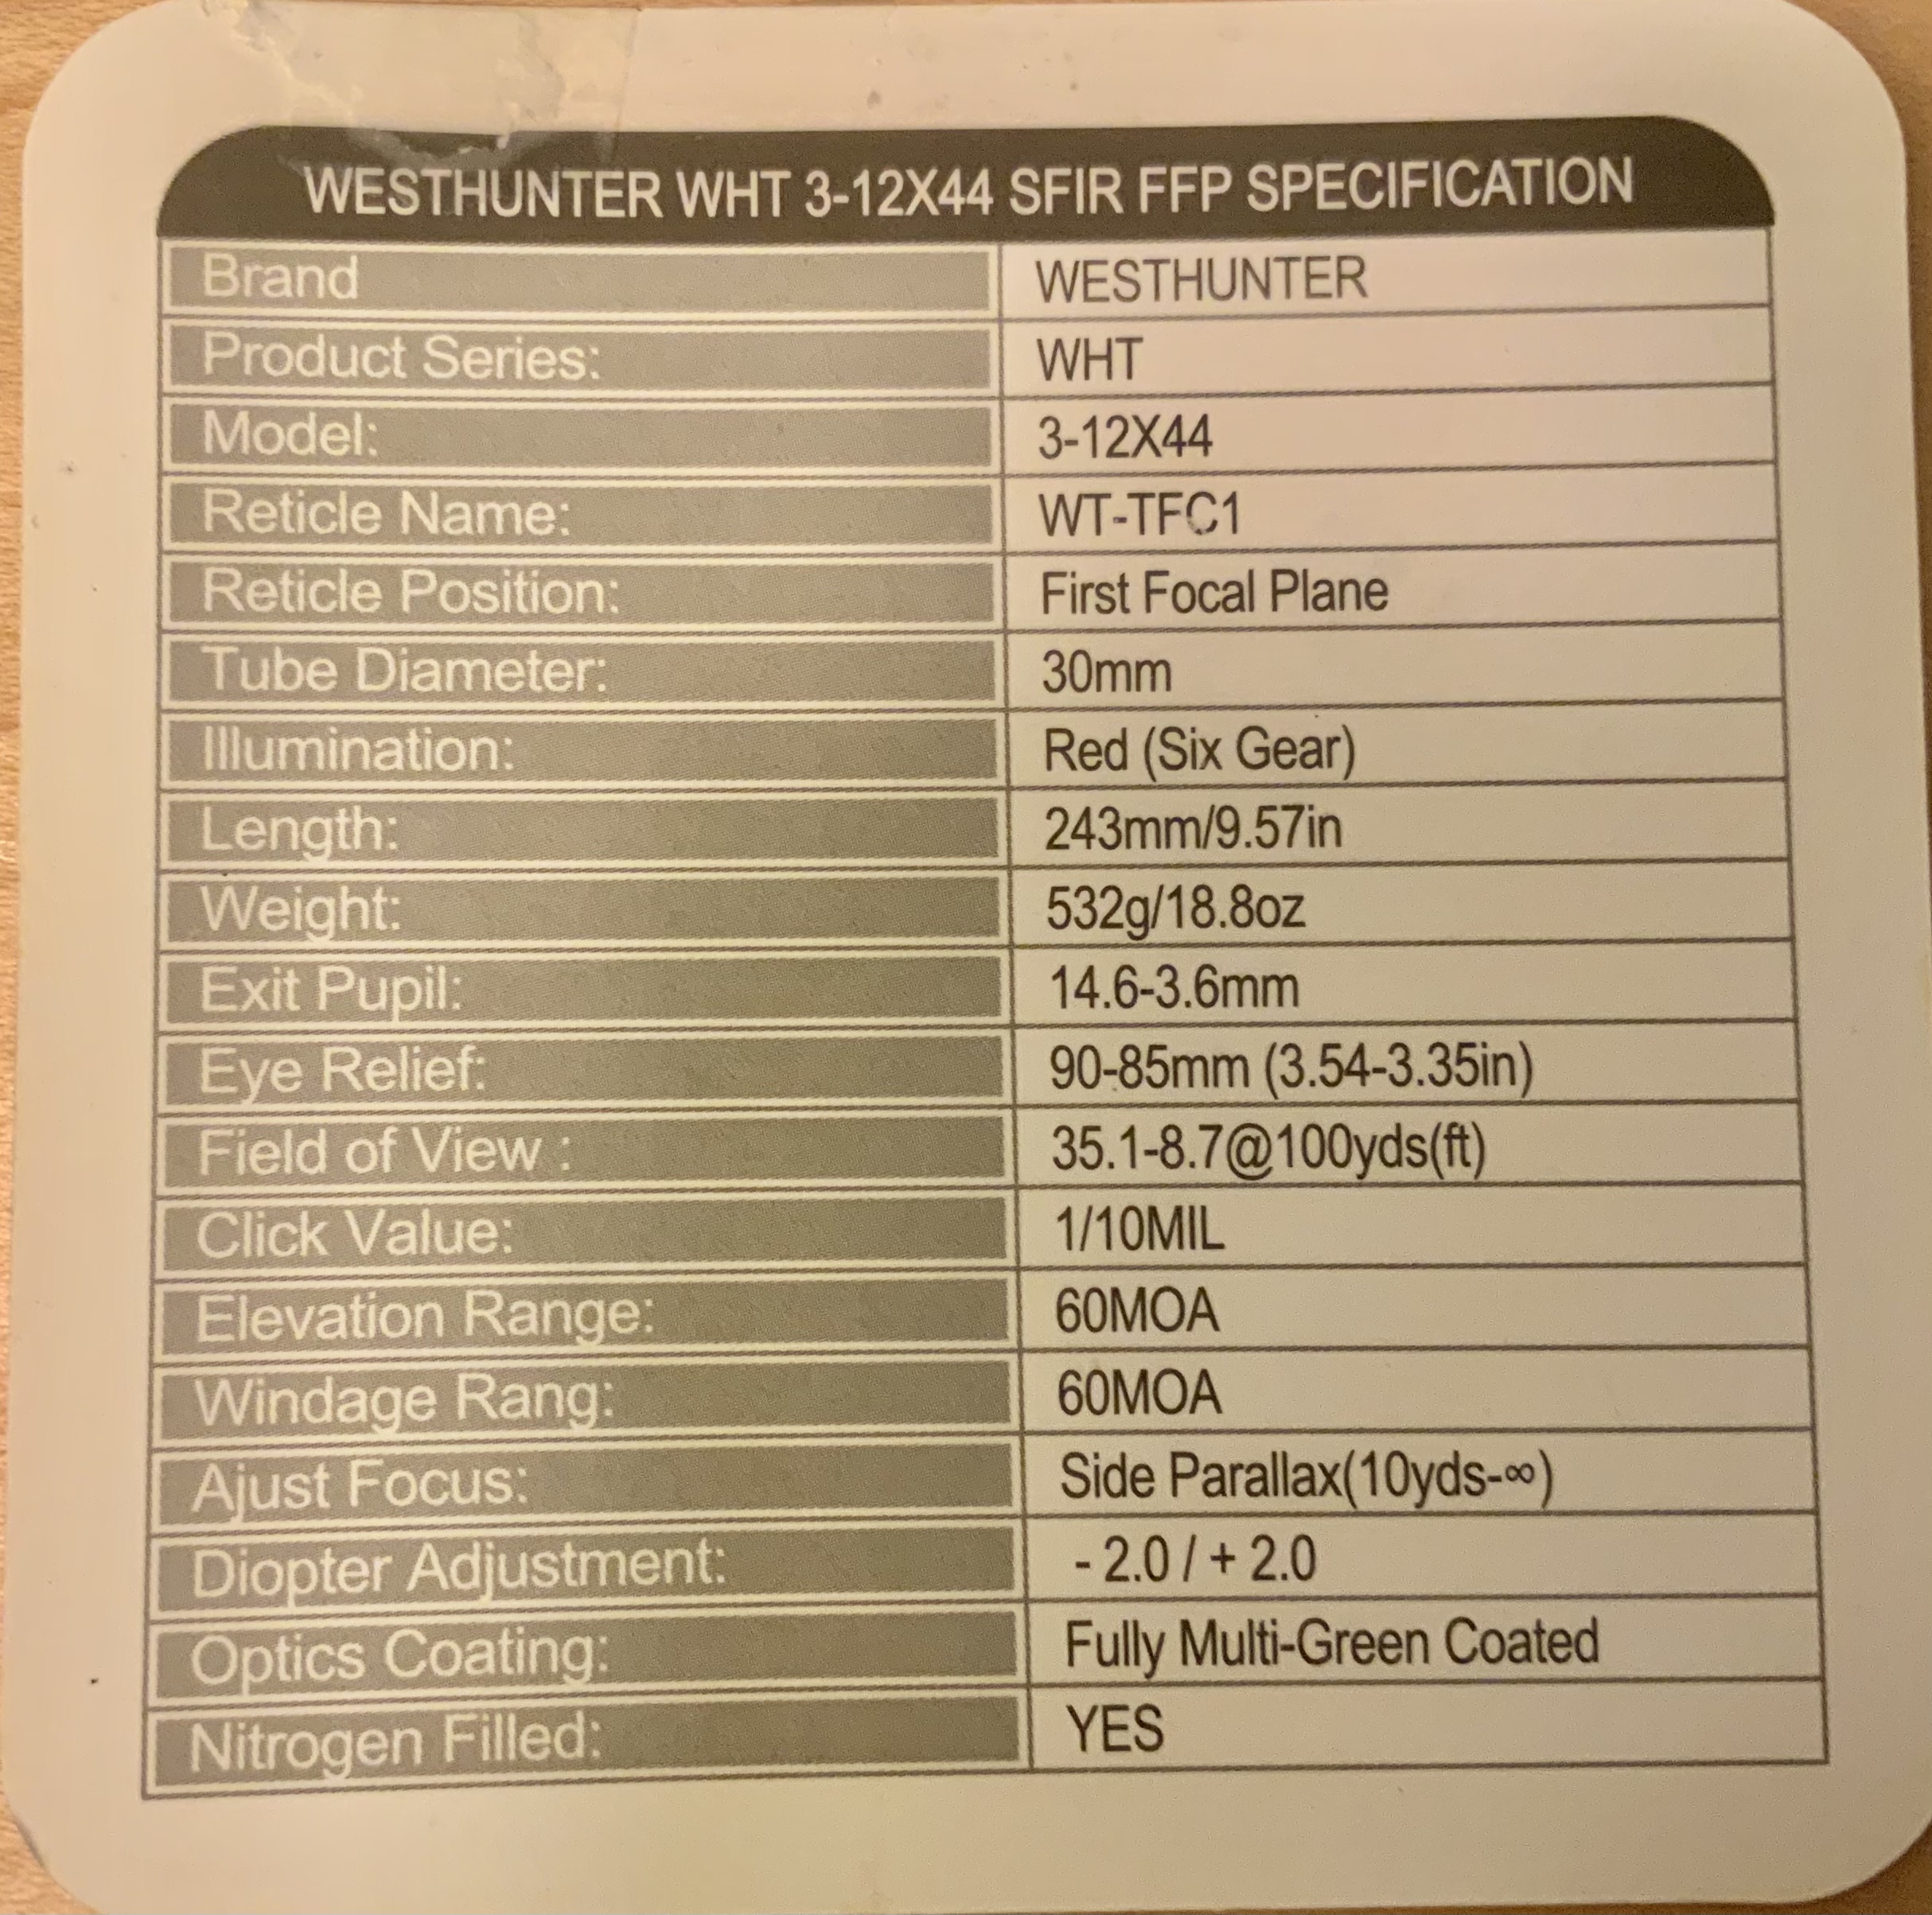 WESTHUNTER WHT 3-12X44 SFIR FFP SPECIFICATION
Brand WESTHUNTER
Product Series: WHT
Model: 3-12X44
Reticle Name: WT-TFC1
Reticle Position: First Focal Plane
Tube Diameter: 30mm
Illumination: Red (Six Gear)
Length: 243mm/9.57in
Weight: 532g/18.8oz
Exit Pupil: 14.6-3.6mm
Eye Relief: 90-85mm (3.54-3.35in)
Field of View : 35.1-8.7@100yds(ft)
Click Value: 1/10MIL
Elevation Range: 60MOA
Windage Rang: 60MOA
Ajust Focus: Side Parallax(10yds-∞)
Diopter Adjustment: - 2.0 / + 2.0
Optics Coating: Fully Multi-Green Coated
Nitrogen Filled: YES